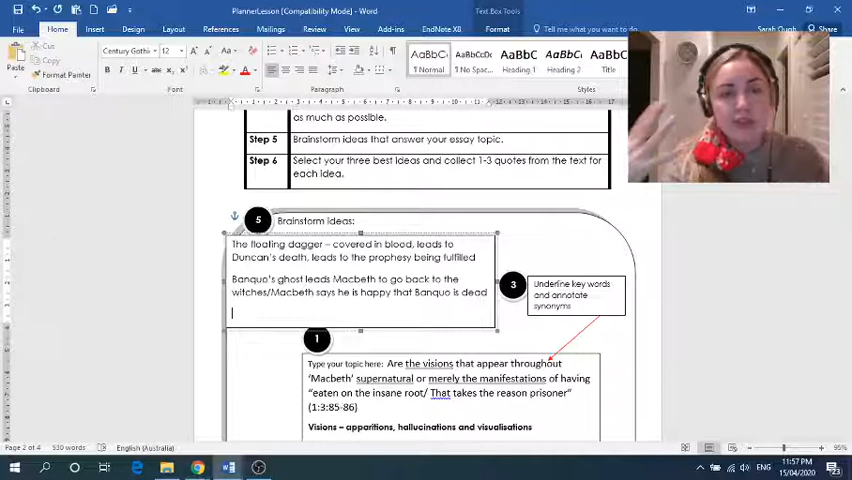 PlannerLesson [Compatibility Mode] - Word
Text Box Tools
Sarah Ough
File Home Insert Design Layout References Mailings Review View Add-ins EndNote X8 Help Format Tell me what you want to do Share
Cut
Copy
Format Painter
Paste
Century Gothi 12
AaBbC AaBbCcDc AaBbC AaBbCc AaBb
¶ Normal ¶ No Spac... Heading 1 Heading 2 Title
Clipboard Font Paragraph Styles
as much as possible.
Step 5 Brainstorm ideas that answer your essay topic.
Step 6 Select your three best ideas and collect 1-3 quotes from the text for
each idea.
5 Brainstorm ideas:
The floating dagger – covered in blood, leads to
Duncan's death, leads to the prophesy being fulfilled
Banquo's ghost leads Macbeth to go back to the
witches/Macbeth says he is happy that Banquo is dead
3
Underline key words
and annotate
synonyms
1
Type your topic here: Are the visions that appear throughout
'Macbeth' supernatural or merely the manifestations of having
"eaten on the insane root/ That takes the reason prisoner"
(1:3:85-86)
Visions – apparitions, hallucinations and visualisations
Page 2 of 4 530 words English (Australia)
95%
ENG
11:57 PM
15/04/2020
23